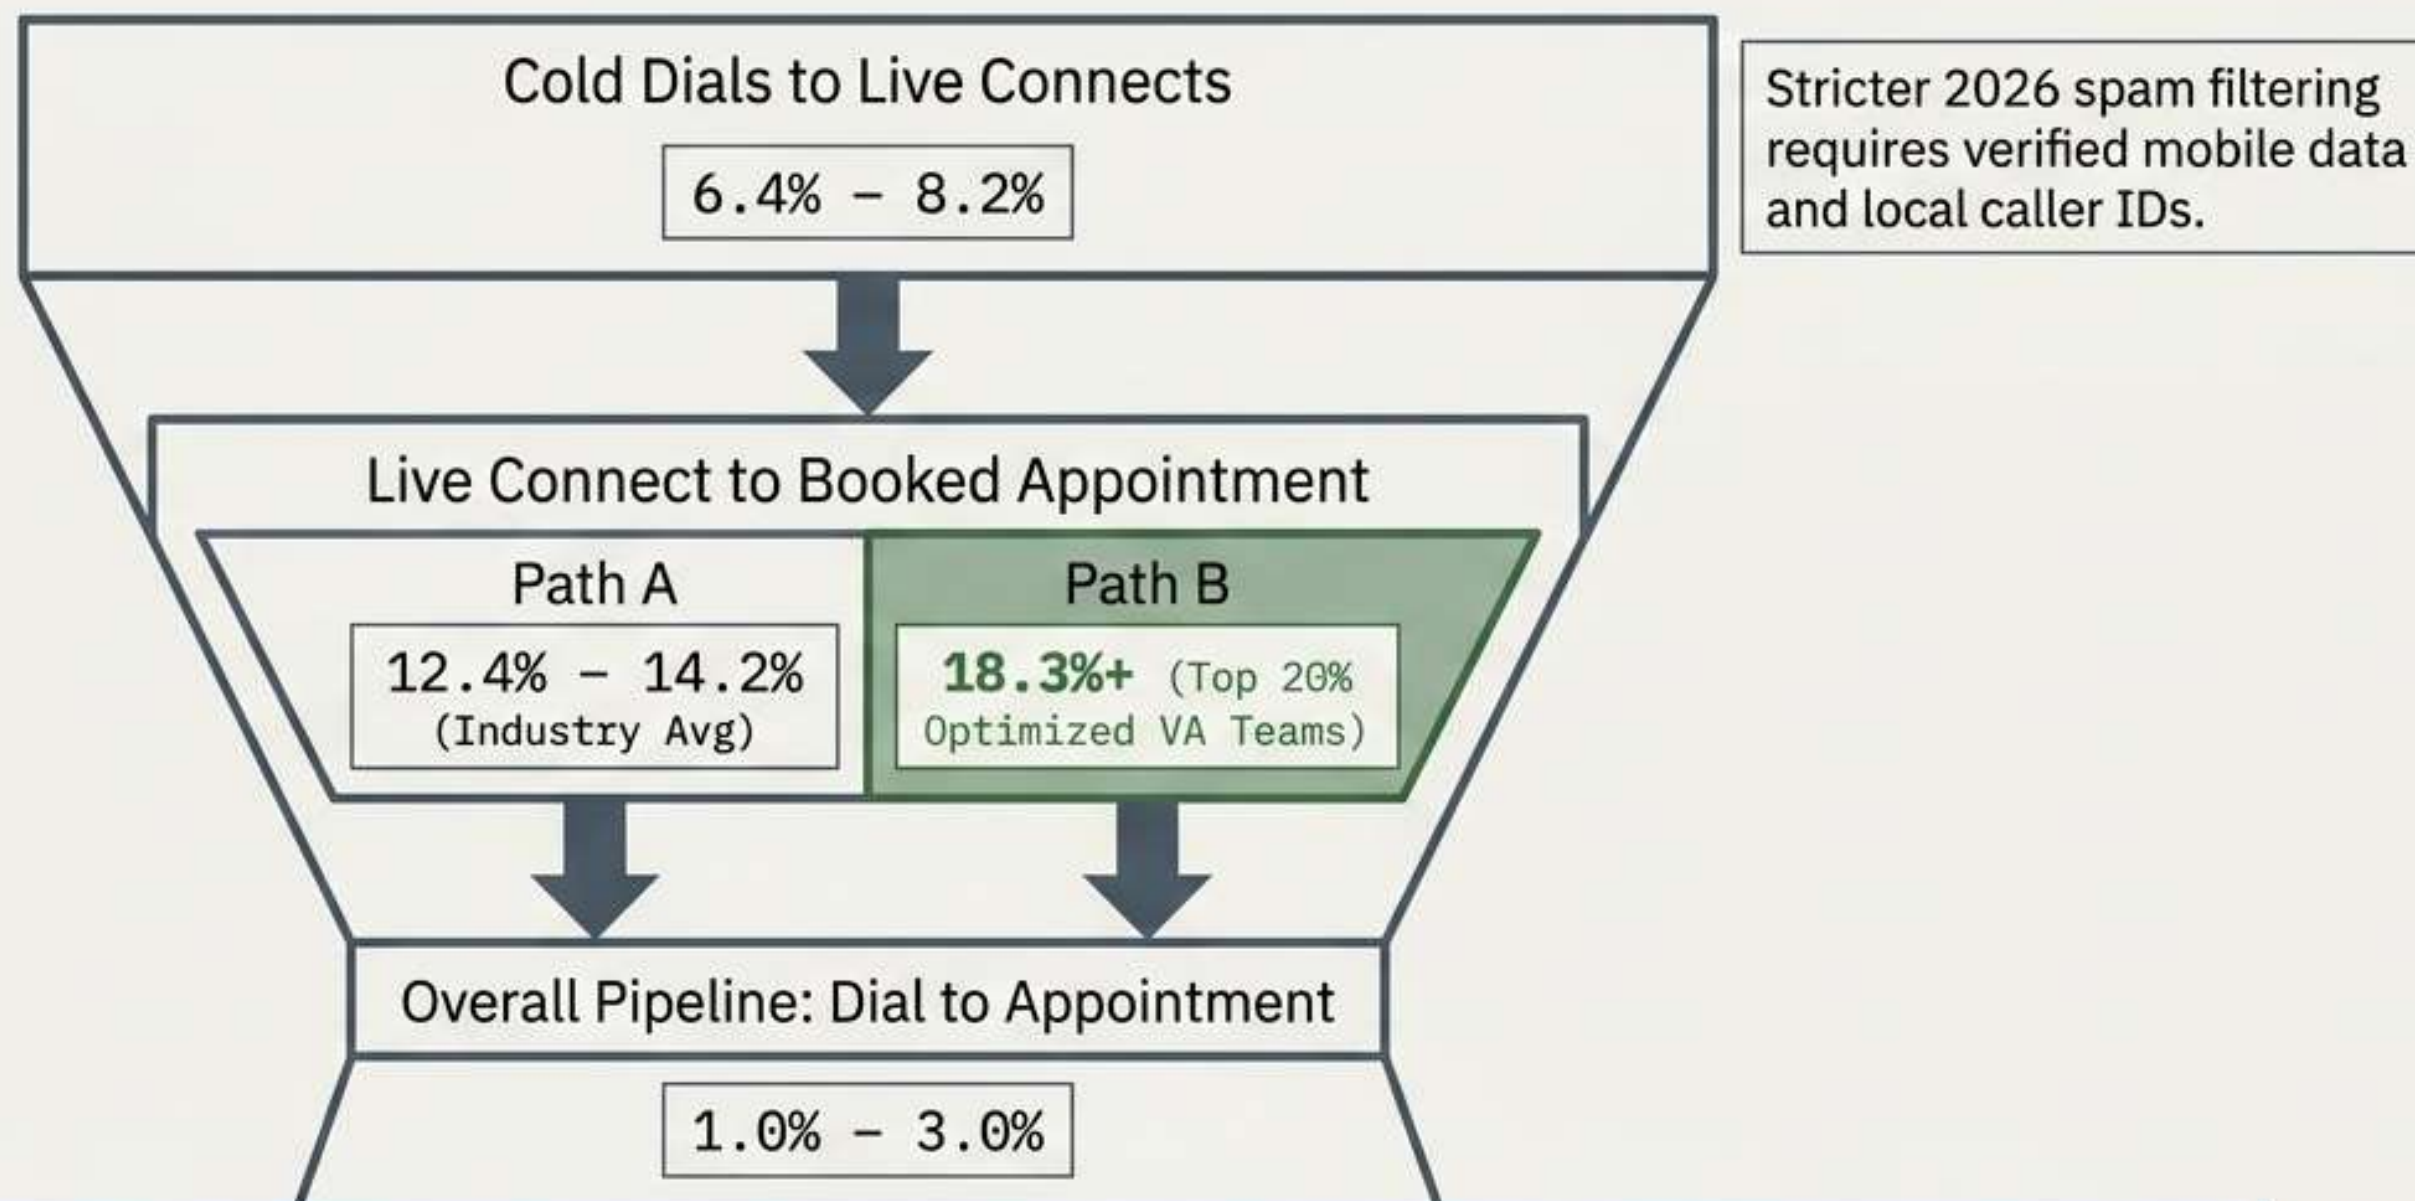 Cold Dials to Live Connects
6.4% – 8.2%
Stricter 2026 spam filtering
requires verified mobile data
and local caller IDs.
Live Connect to Booked Appointment
Path A
12.4% – 14.2%
(Industry Avg)
Path B
18.3%+ (Top 20%
Optimized VA Teams)
Overall Pipeline: Dial to Appointment
1.0% – 3.0%